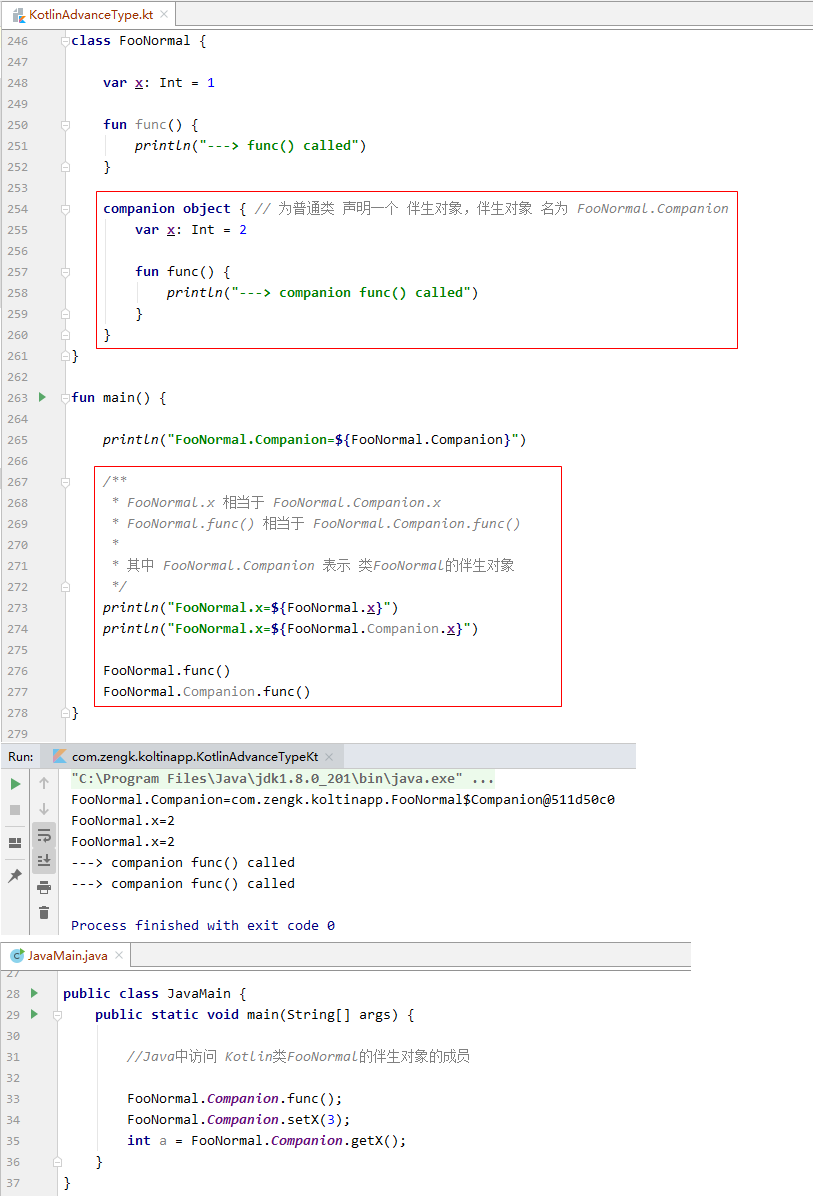 KotlinAdvanceType.kt
246 class FooNormal {
247
248 var x: Int = 1
249
250 fun func() {
251 println("---> func() called")
252 }
253
254 companion object { // 为普通类 声明一个 伴生对象，伴生对象 名为 FooNormal.Companion
255 var x: Int = 2
256
257 fun func() {
258 println("---> companion func() called")
259 }
260 }
261 }
262
263 fun main() {
264
265 println("FooNormal.Companion=${FooNormal.Companion}")
266
267 /**
268 * FooNormal.x 相当于 FooNormal.Companion.x
269 * FooNormal.func() 相当于 FooNormal.Companion.func()
270 *
271 * 其中 FooNormal.Companion 表示 类FooNormal的伴生对象
272 */
273 println("FooNormal.x=${FooNormal.x}")
274 println("FooNormal.x=${FooNormal.Companion.x}")
275
276 FooNormal.func()
277 FooNormal.Companion.func()
278 }
279
Run: com.zengk.koltinapp.KotlinAdvanceTypeKt
"C:\Program Files\Java\jdk1.8.0_201\bin\java.exe" ...
FooNormal.Companion=com.zengk.koltinapp.FooNormal$Companion@511d50c0
FooNormal.x=2
FooNormal.x=2
---> companion func() called
---> companion func() called
Process finished with exit code 0
JavaMain.java
27
28 public class JavaMain {
29 public static void main(String[] args) {
30
31 //Java中访问 Kotlin类FooNormal的伴生对象的成员
32
33 FooNormal.Companion.func();
34 FooNormal.Companion.setX(3);
35 int a = FooNormal.Companion.getX();
36 }
37 }